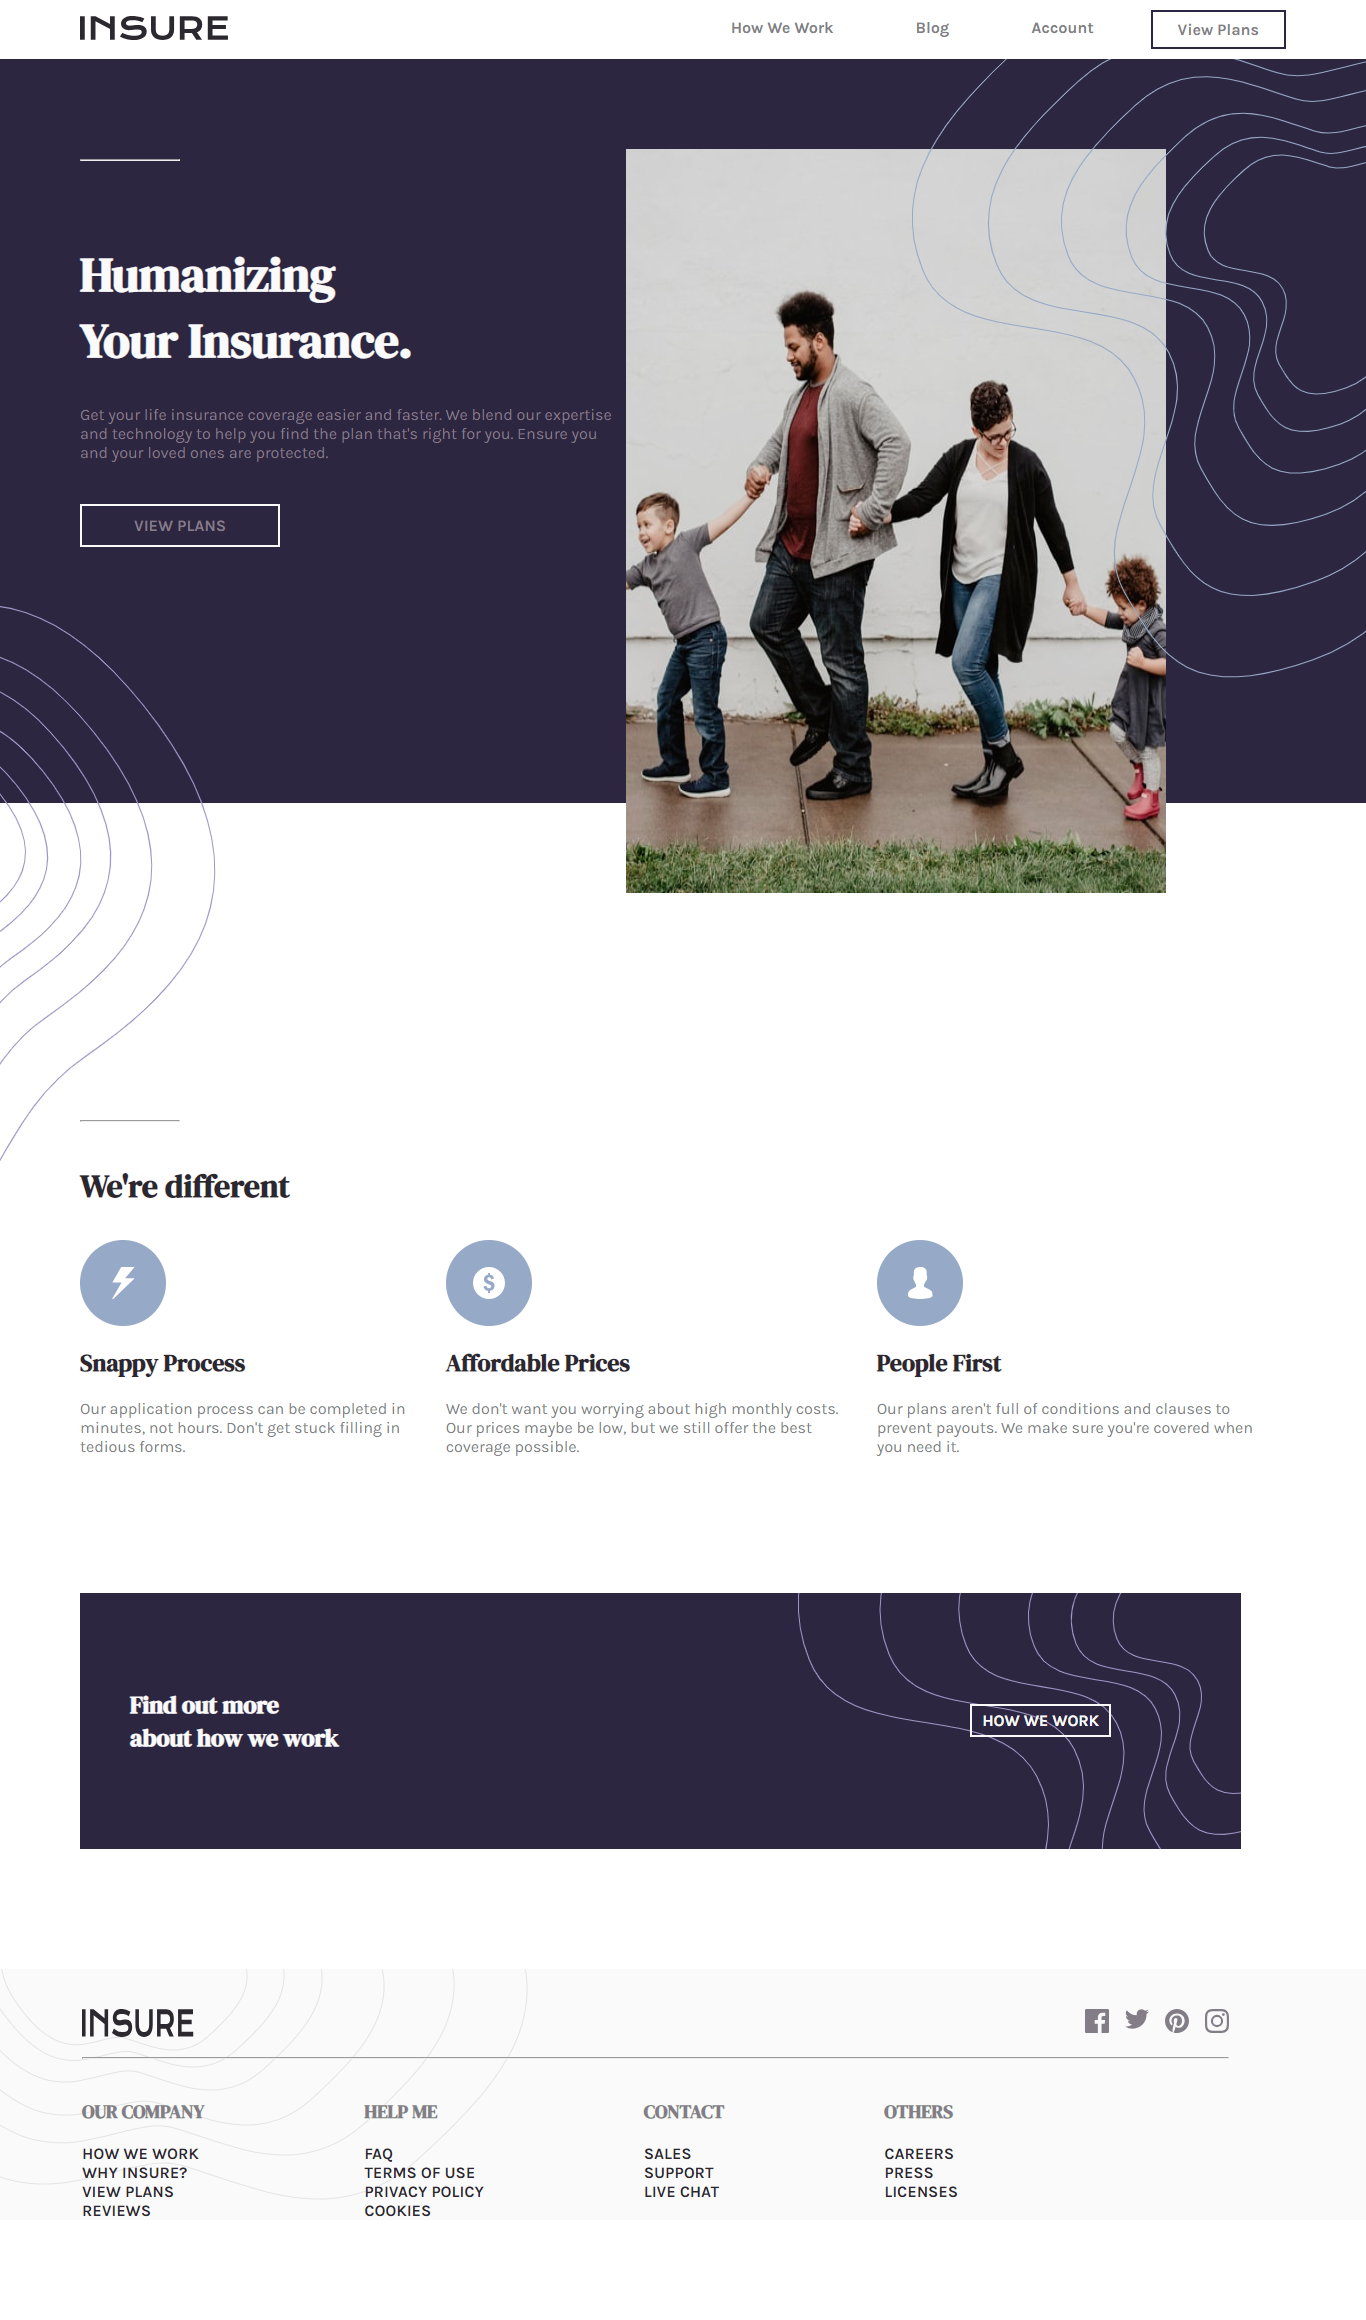 INSURE
How We Work
Blog
Account
View Plans
Humanizing
Your Insurance.
Get your life insurance coverage easier and faster. We blend our expertise
and technology to help you find the plan that's right for you. Ensure you
and your loved ones are protected.
VIEW PLANS
We're different
Snappy Process
Our application process can be completed in
minutes, not hours. Don't get stuck filling in
tedious forms.
Affordable Prices
We don't want you worrying about high monthly costs.
Our prices maybe be low, but we still offer the best
coverage possible.
People First
Our plans aren't full of conditions and clauses to
prevent payouts. We make sure you're covered when
you need it.
Find out more
about how we work
HOW WE WORK
INSURE
OUR COMPANY
HOW WE WORK
WHY INSURE?
VIEW PLANS
REVIEWS
HELP ME
FAQ
TERMS OF USE
PRIVACY POLICY
COOKIES
CONTACT
SALES
SUPPORT
LIVE CHAT
OTHERS
CAREERS
PRESS
LICENSES